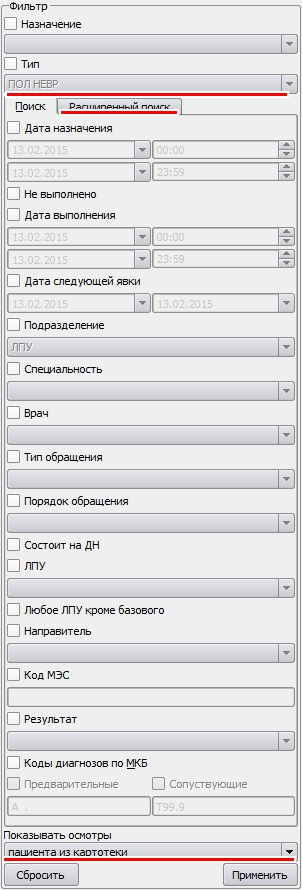 Фильтр
Назначение
Тип
ПОЛ НЕВР
Поиск Расширенный поиск
Дата назначения
13.02.2015 00:00
13.02.2015 23:59
Не выполнено
Дата выполнения
13.02.2015 00:00
13.02.2015 23:59
Дата следующей явки
13.02.2015 13.02.2015
Подразделение
ЛПУ
Специальность
Врач
Тип обращения
Порядок обращения
Состоит на ДН
ЛПУ
Любое ЛПУ кроме базового
Направитель
Код МЭС
Результат
Коды диагнозов по МКБ
Предварительные Сопуствующие
A . T99.9
Показывать осмотры
пациента из картотеки
Сбросить Применить